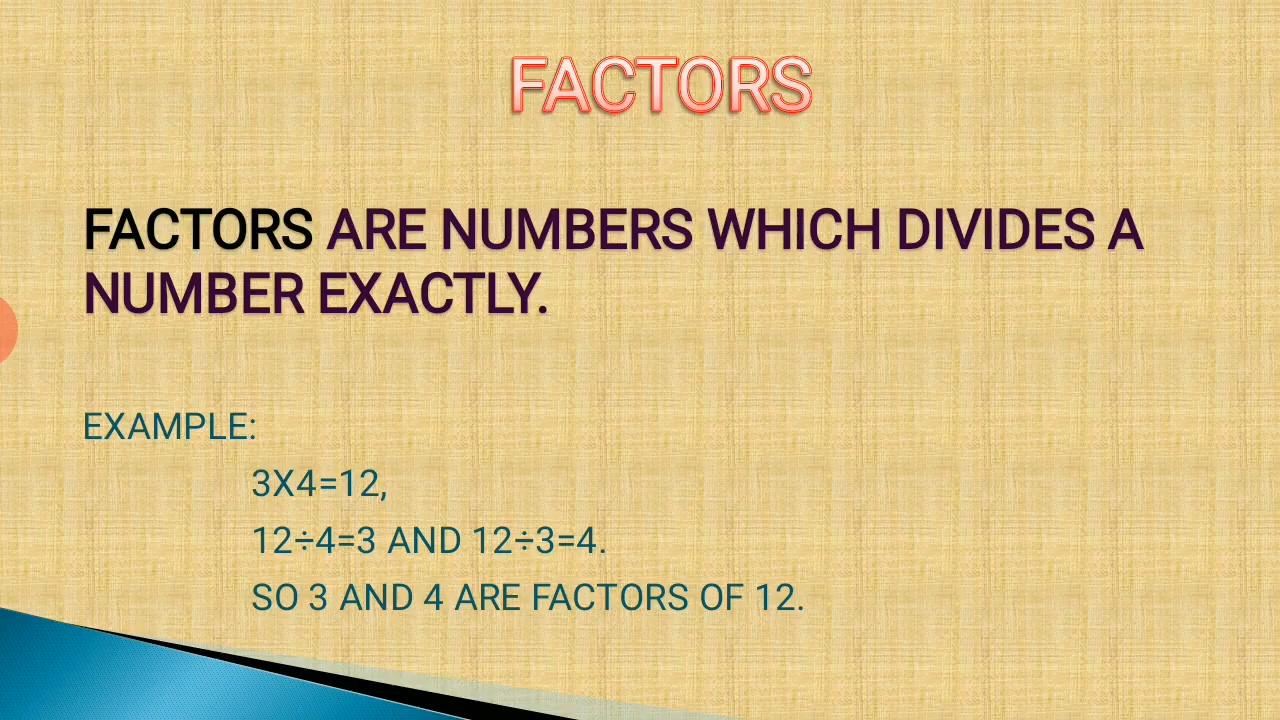 FACTORS
FACTORS ARE NUMBERS WHICH DIVIDES A
NUMBER EXACTLY.
EXAMPLE:
3X4=12,
12÷4=3 AND 12÷3=4.
SO 3 AND 4 ARE FACTORS OF 12.